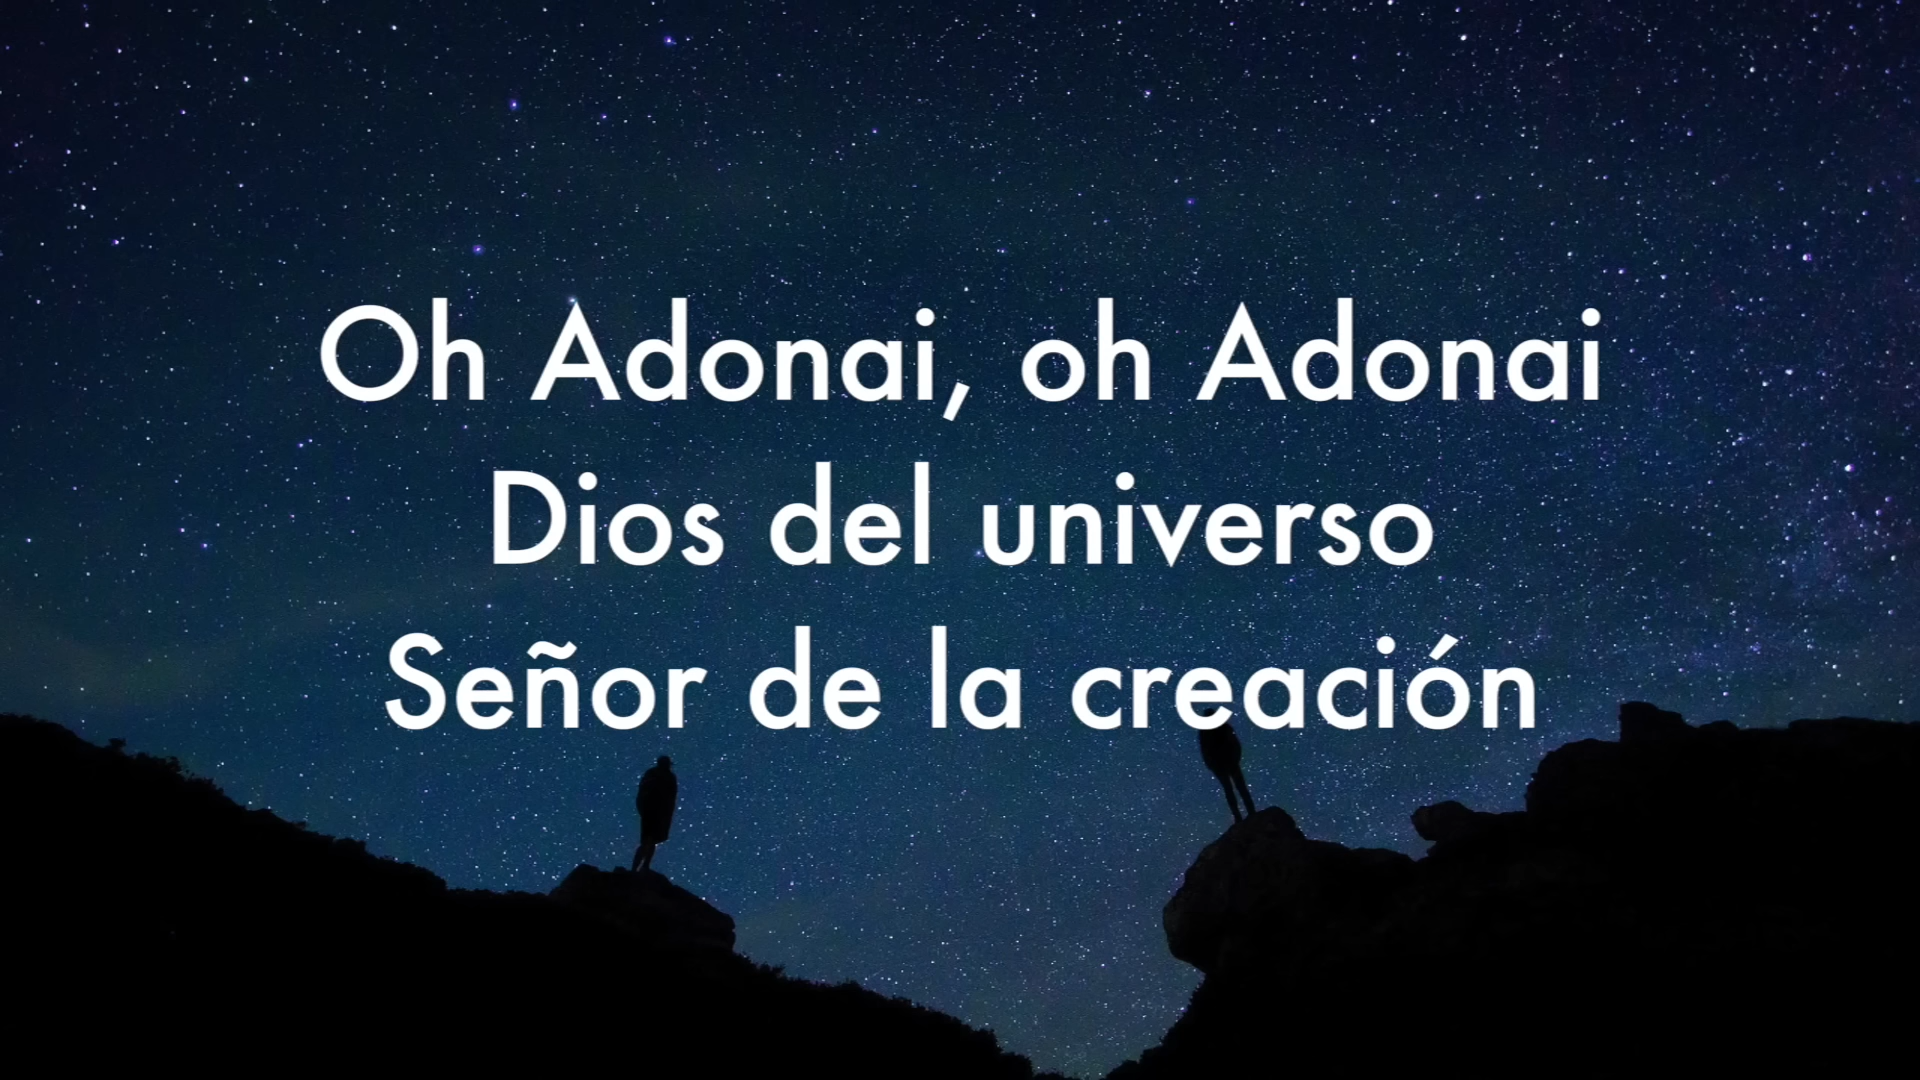 Oh Adonai, oh Adonai
Dios del universo
Señor de la creación